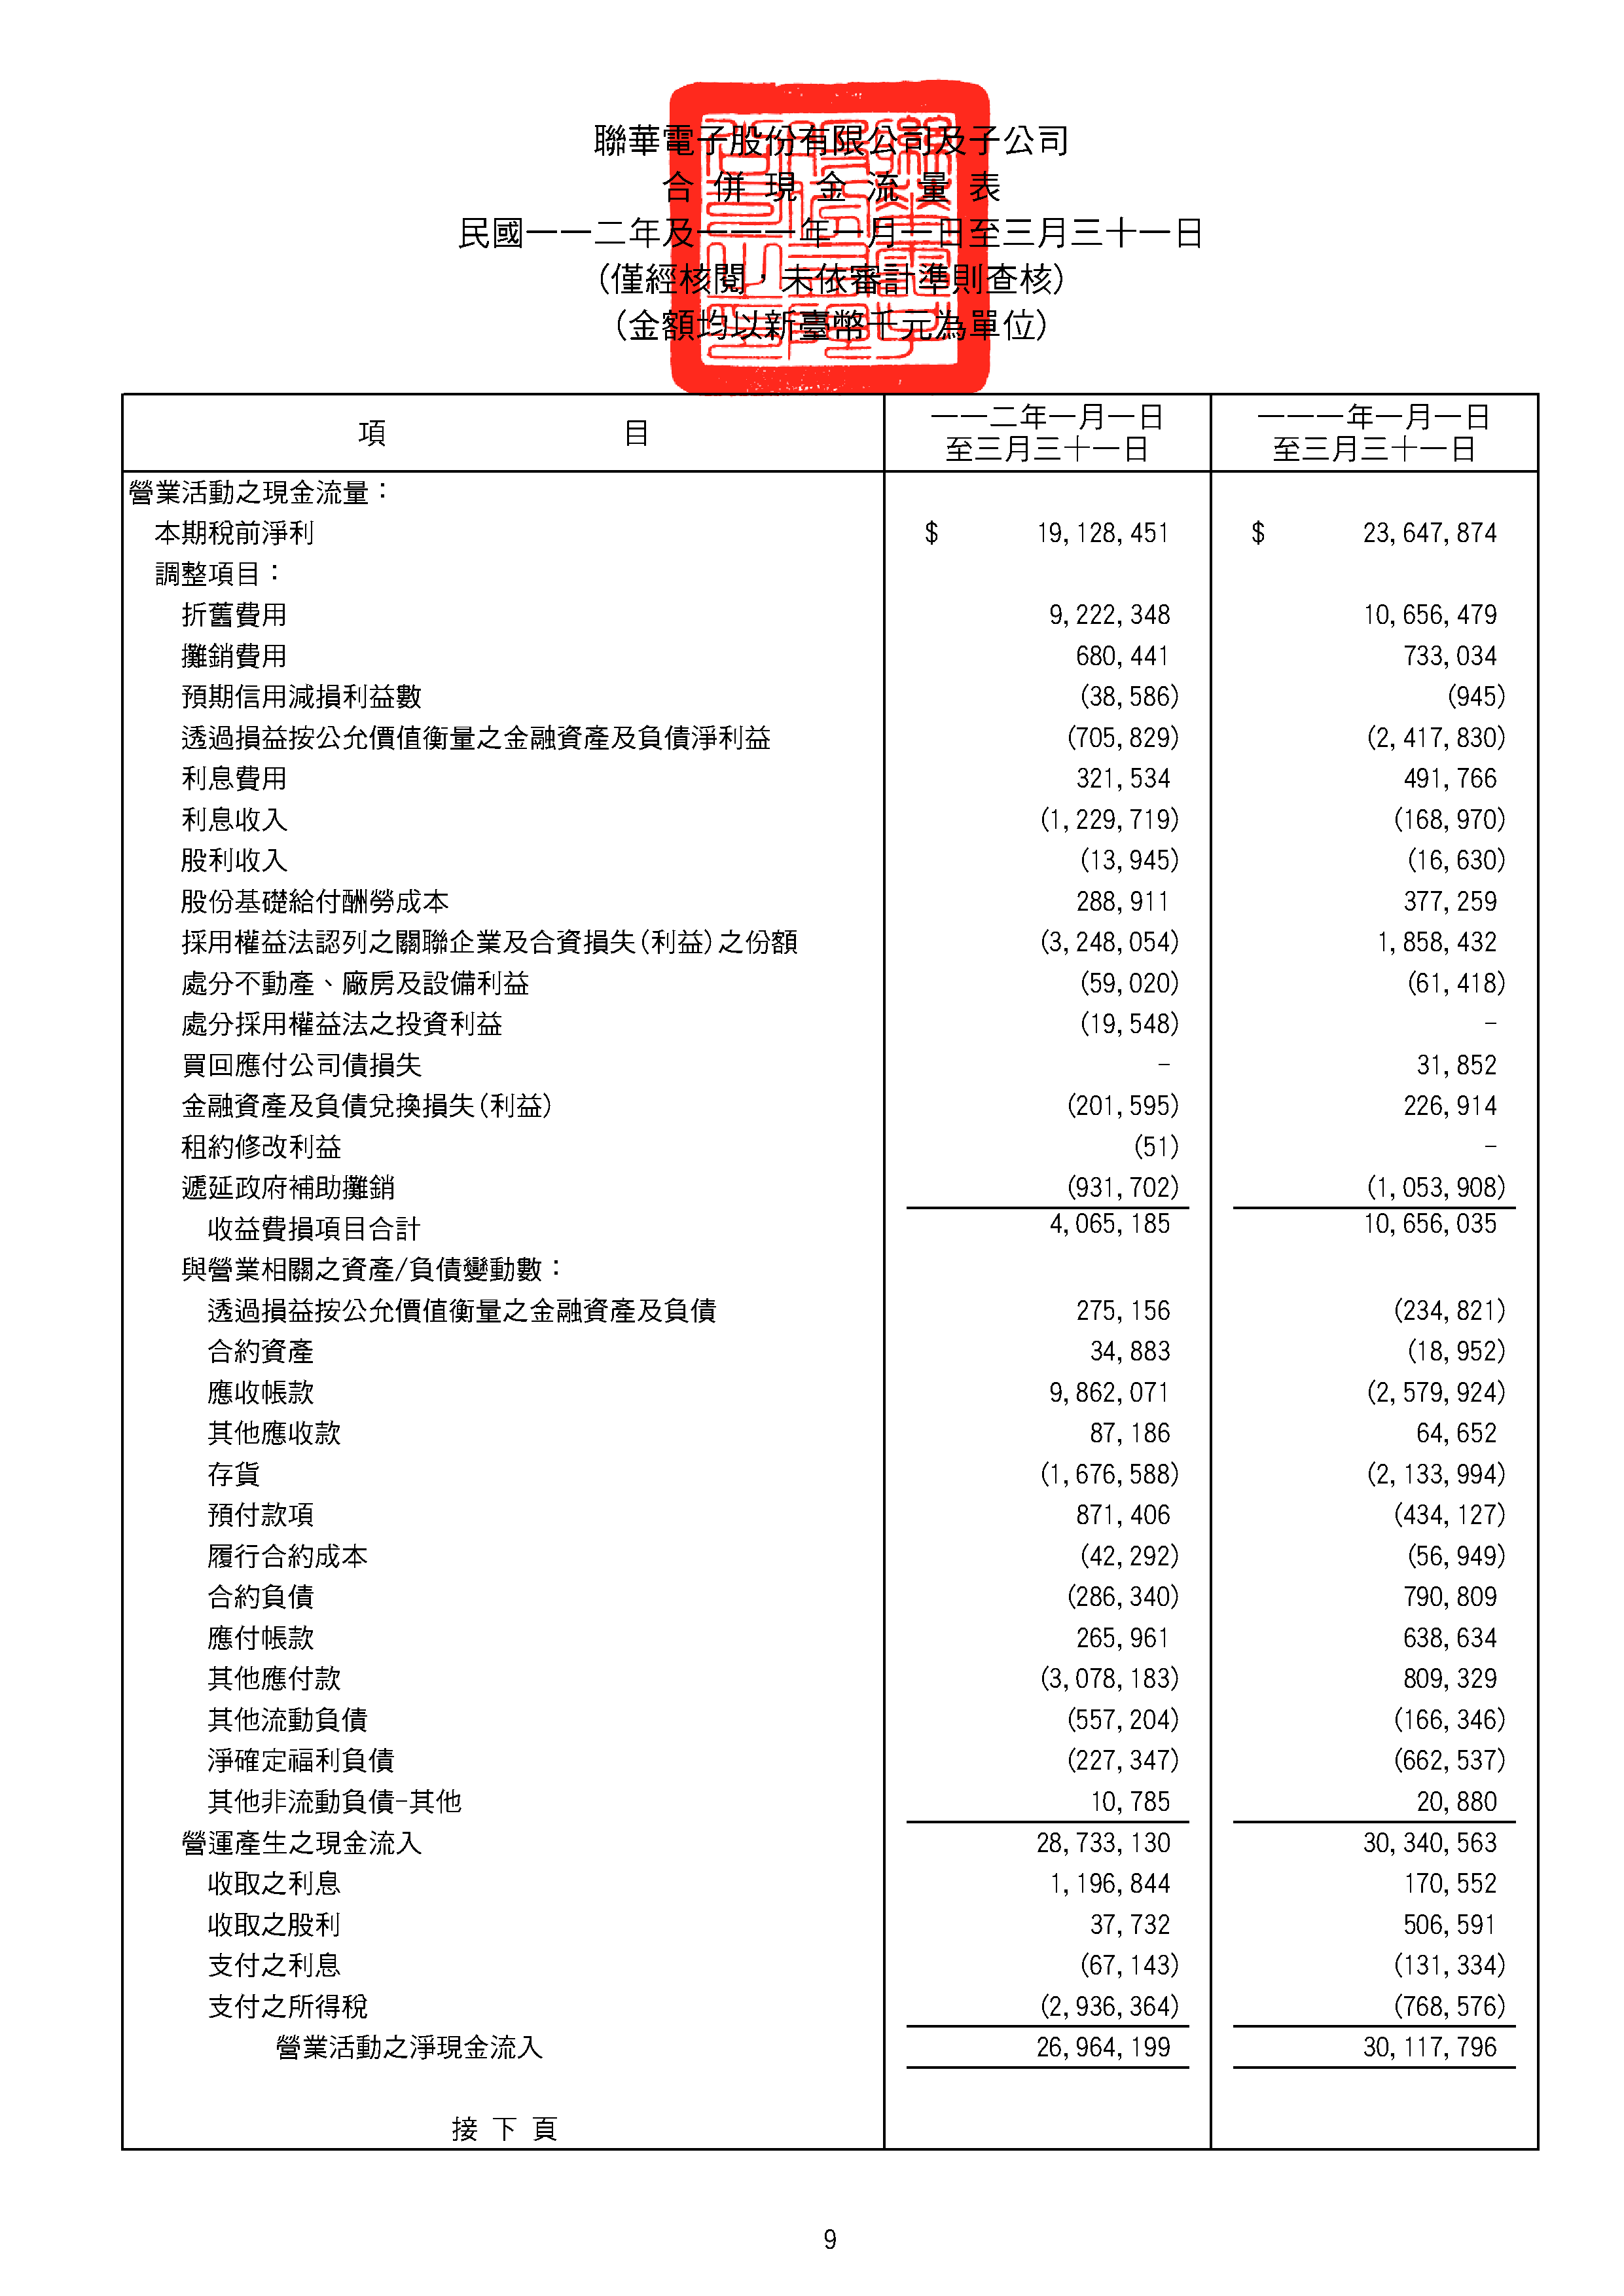 聯華電子股份有限公司及子公司
合併現金流量表
民國一一二年及一一一年一月一日至三月三十一日
(僅經核閱，未依審計準則查核)
(金額均以新臺幣千元為單位)
項 目 一一二年一月一日至三月三十一日 一一一年一月一日至三月三十一日
營業活動之現金流量：
本期稅前淨利 $ 19,128,451 $ 23,647,874
調整項目：
折舊費用 9,222,348 10,656,479
攤銷費用 680,441 733,034
預期信用減損利益數 (38,586) (945)
透過損益按公允價值衡量之金融資產及負債淨利益 (705,829) (2,417,830)
利息費用 321,534 491,766
利息收入 (1,229,719) (168,970)
股利收入 (13,945) (16,630)
股份基礎給付酬勞成本 288,911 377,259
採用權益法認列之關聯企業及合資損失(利益)之份額 (3,248,054) 1,858,432
處分不動產、廠房及設備利益 (59,020) (61,418)
處分採用權益法之投資利益 (19,548) -
買回應付公司債損失 - 31,852
金融資產及負債兌換損失(利益) (201,595) 226,914
租約修改利益 (51) -
遞延政府補助攤銷 (931,702) (1,053,908)
收益費損項目合計 4,065,185 10,656,035
與營業相關之資產/負債變動數：
透過損益按公允價值衡量之金融資產及負債 275,156 (234,821)
合約資產 34,883 (18,952)
應收帳款 9,862,071 (2,579,924)
其他應收款 87,186 64,652
存貨 (1,676,588) (2,133,994)
預付款項 871,406 (434,127)
履行合約成本 (42,292) (56,949)
合約負債 (286,340) 790,809
應付帳款 265,961 638,634
其他應付款 (3,078,183) 809,329
其他流動負債 (557,204) (166,346)
淨確定福利負債 (227,347) (662,537)
其他非流動負債-其他 10,785 20,880
營運產生之現金流入 28,733,130 30,340,563
收取之利息 1,196,844 170,552
收取之股利 37,732 506,591
支付之利息 (67,143) (131,334)
支付之所得稅 (2,936,364) (768,576)
營業活動之淨現金流入 26,964,199 30,117,796
接 下 頁
9